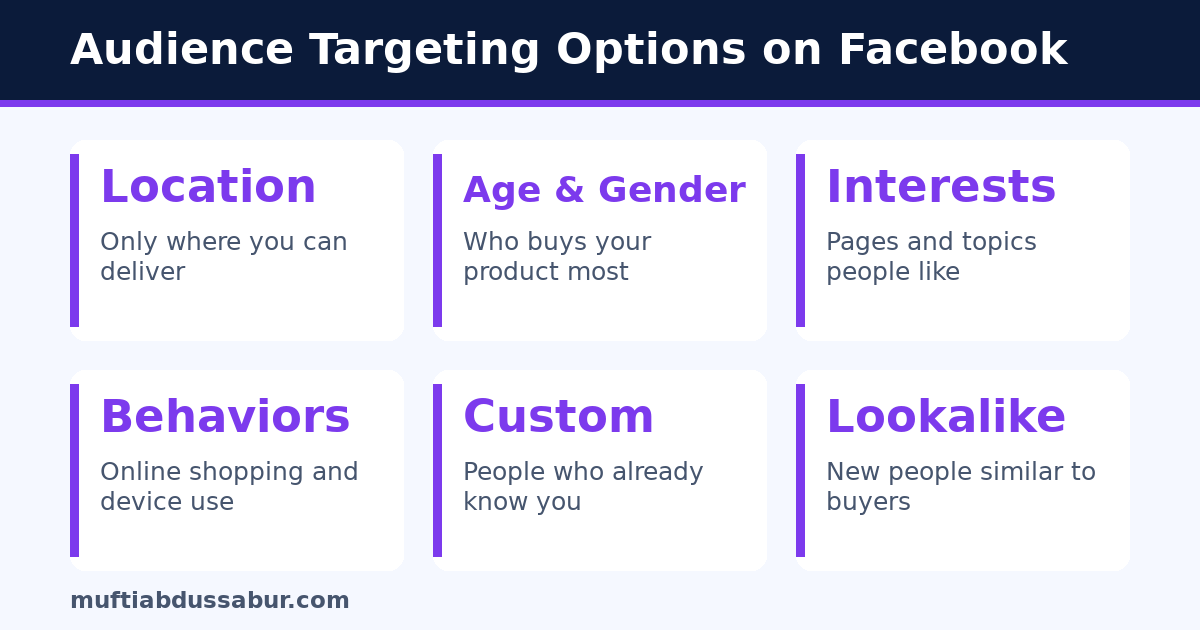 Audience Targeting Options on Facebook
Location
Only where you can
deliver
Age & Gender
Who buys your
product most
Interests
Pages and topics
people like
Behaviors
Online shopping and
device use
Custom
People who already
know you
Lookalike
New people similar to
buyers
muftiabdussabur.com